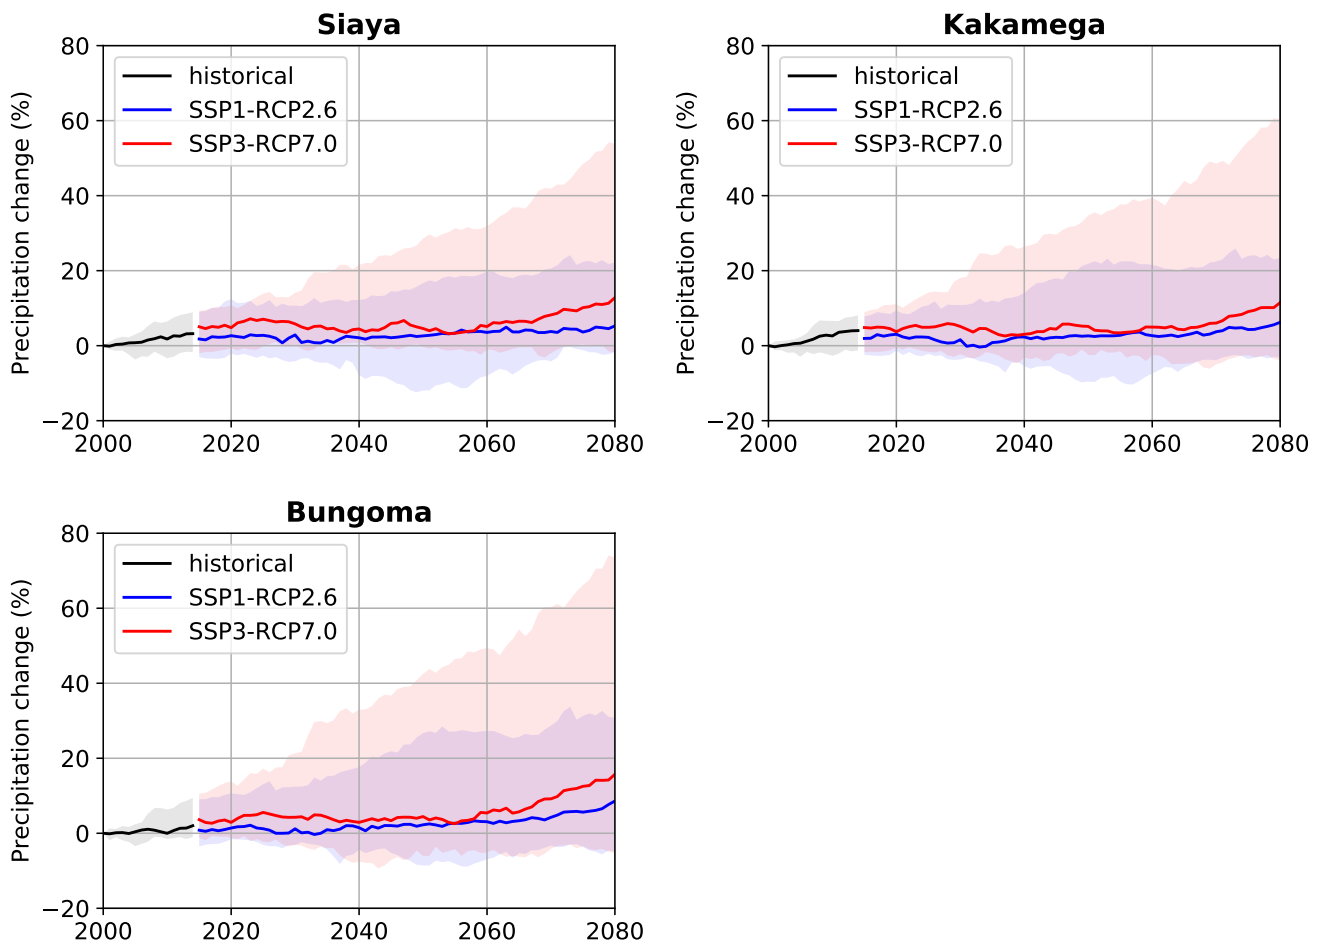 Siaya
Precipitation change (%)
80
60
40
20
0
−20
2000
2020
2040
2060
2080
historical
SSP1-RCP2.6
SSP3-RCP7.0
Kakamega
Precipitation change (%)
80
60
40
20
0
−20
2000
2020
2040
2060
2080
historical
SSP1-RCP2.6
SSP3-RCP7.0
Bungoma
Precipitation change (%)
80
60
40
20
0
−20
2000
2020
2040
2060
2080
historical
SSP1-RCP2.6
SSP3-RCP7.0